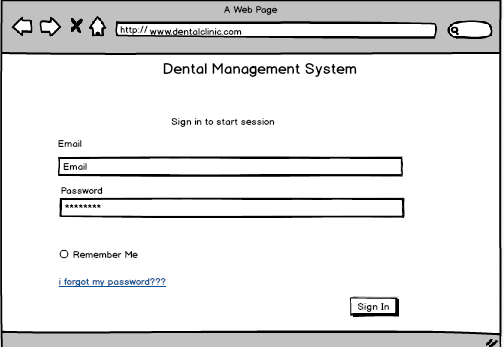 A Web Page
http:// www.dentalclinic.com
Dental Management System
Sign in to start session
Email
Email
Password
********
Remember Me
i forgot my password???
Sign In